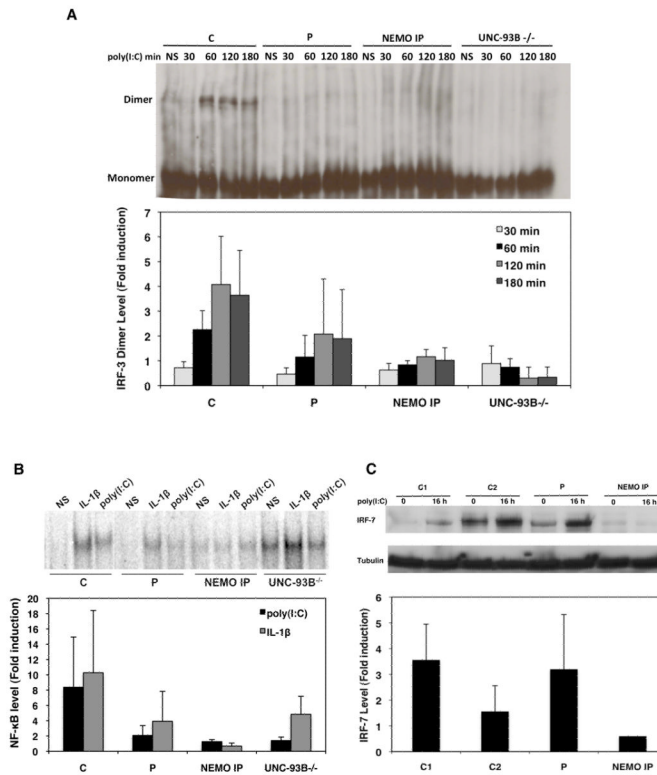 A
C P NEMO IP UNC-93B -/-
poly(I:C) min NS 30 60 120 180 NS 30 60 120 180 NS 30 60 120 180 NS 30 60 120 180
Dimer
Monomer
IRF-3 Dimer Level (Fold induction)
7
6
5
4
3
2
1
0
30 min
60 min
120 min
180 min
C P NEMO IP UNC-93B-/-
B
NS IL-1β poly(I:C) NS IL-1β poly(I:C) NS IL-1β poly(I:C) NS IL-1β poly(I:C)
C P NEMO IP UNC-93B-/-
NF-κB level (Fold induction)
20
18
16
14
12
10
8
6
4
2
0
poly(I:C)
IL-1β
C P NEMO IP UNC-93B-/-
C
C1 C2 P NEMO IP
poly(I:C) 0 16 h 0 16 h 0 16 h 0 16 h
IRF-7
Tubulin
IRF-7 Level (Fold induction)
6
5
4
3
2
1
0
C1 C2 P NEMO IP